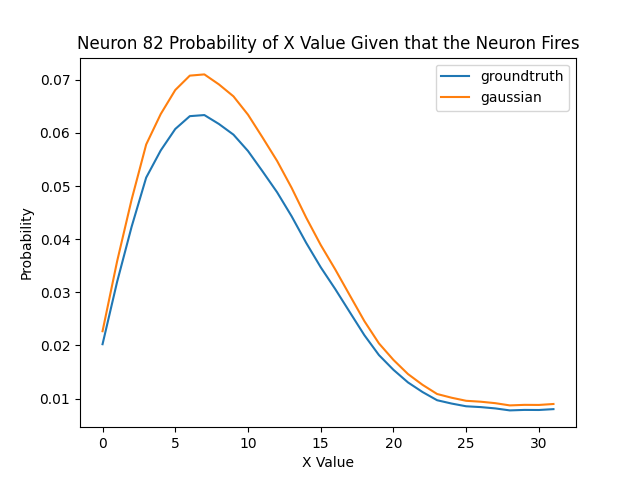 Neuron 82 Probability of X Value Given that the Neuron Fires
groundtruth
gaussian
Probability
0.07
0.06
0.05
0.04
0.03
0.02
0.01
0 5 10 15 20 25 30
X Value